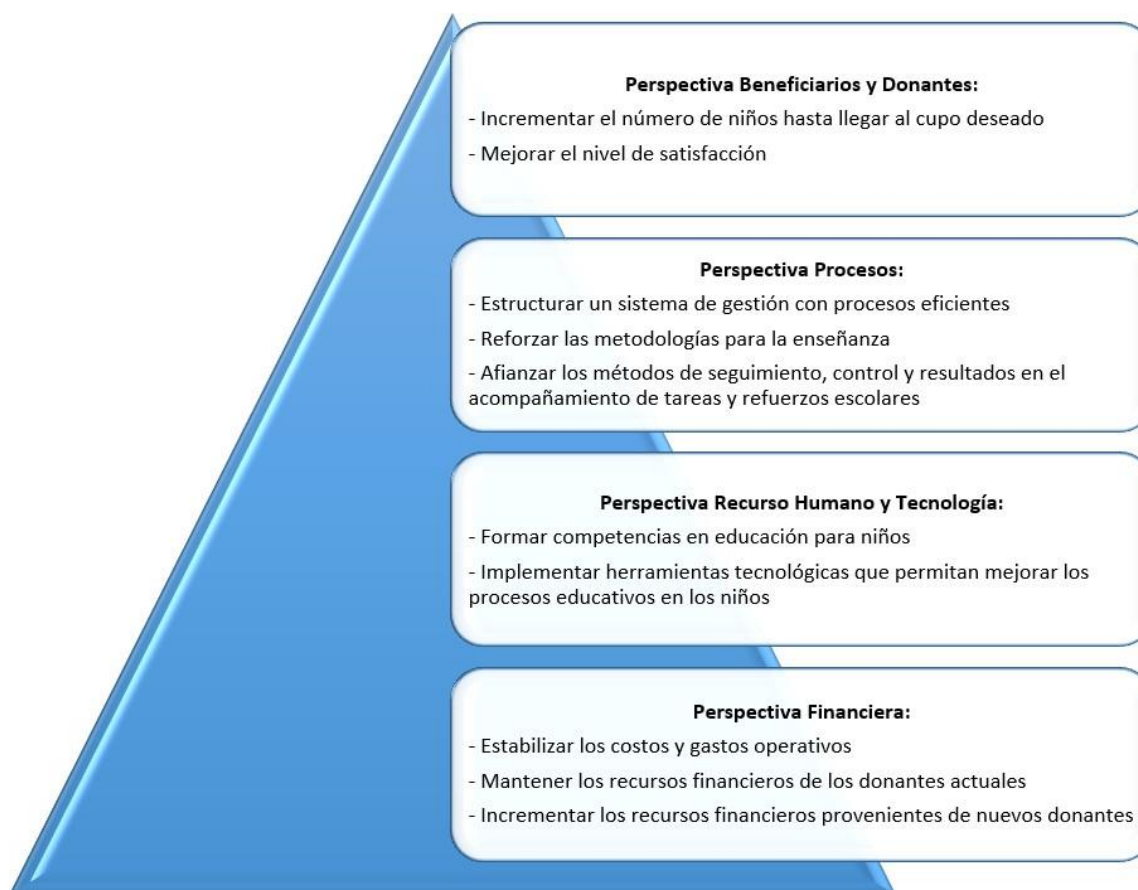 Perspectiva Beneficiarios y Donantes:
- Incrementar el número de niños hasta llegar al cupo deseado
- Mejorar el nivel de satisfacción
Perspectiva Procesos:
- Estructurar un sistema de gestión con procesos eficientes
- Reforzar las metodologías para la enseñanza
- Afianzar los métodos de seguimiento, control y resultados en el
acompañamiento de tareas y refuerzos escolares
Perspectiva Recurso Humano y Tecnología:
- Formar competencias en educación para niños
- Implementar herramientas tecnológicas que permitan mejorar los
procesos educativos en los niños
Perspectiva Financiera:
- Estabilizar los costos y gastos operativos
- Mantener los recursos financieros de los donantes actuales
- Incrementar los recursos financieros provenientes de nuevos donantes